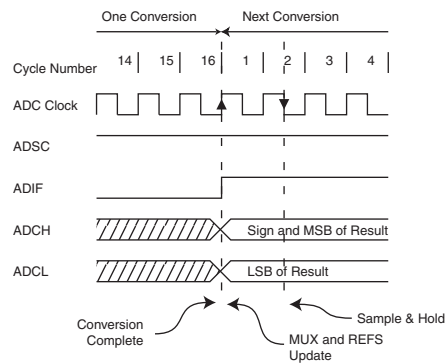 One Conversion Next Conversion
Cycle Number 14 15 16 1 2 3 4
ADC Clock
ADSC
ADIF
ADCH Sign and MSB of Result
ADCL LSB of Result
Sample & Hold
Conversion
Complete
MUX and REFS
Update